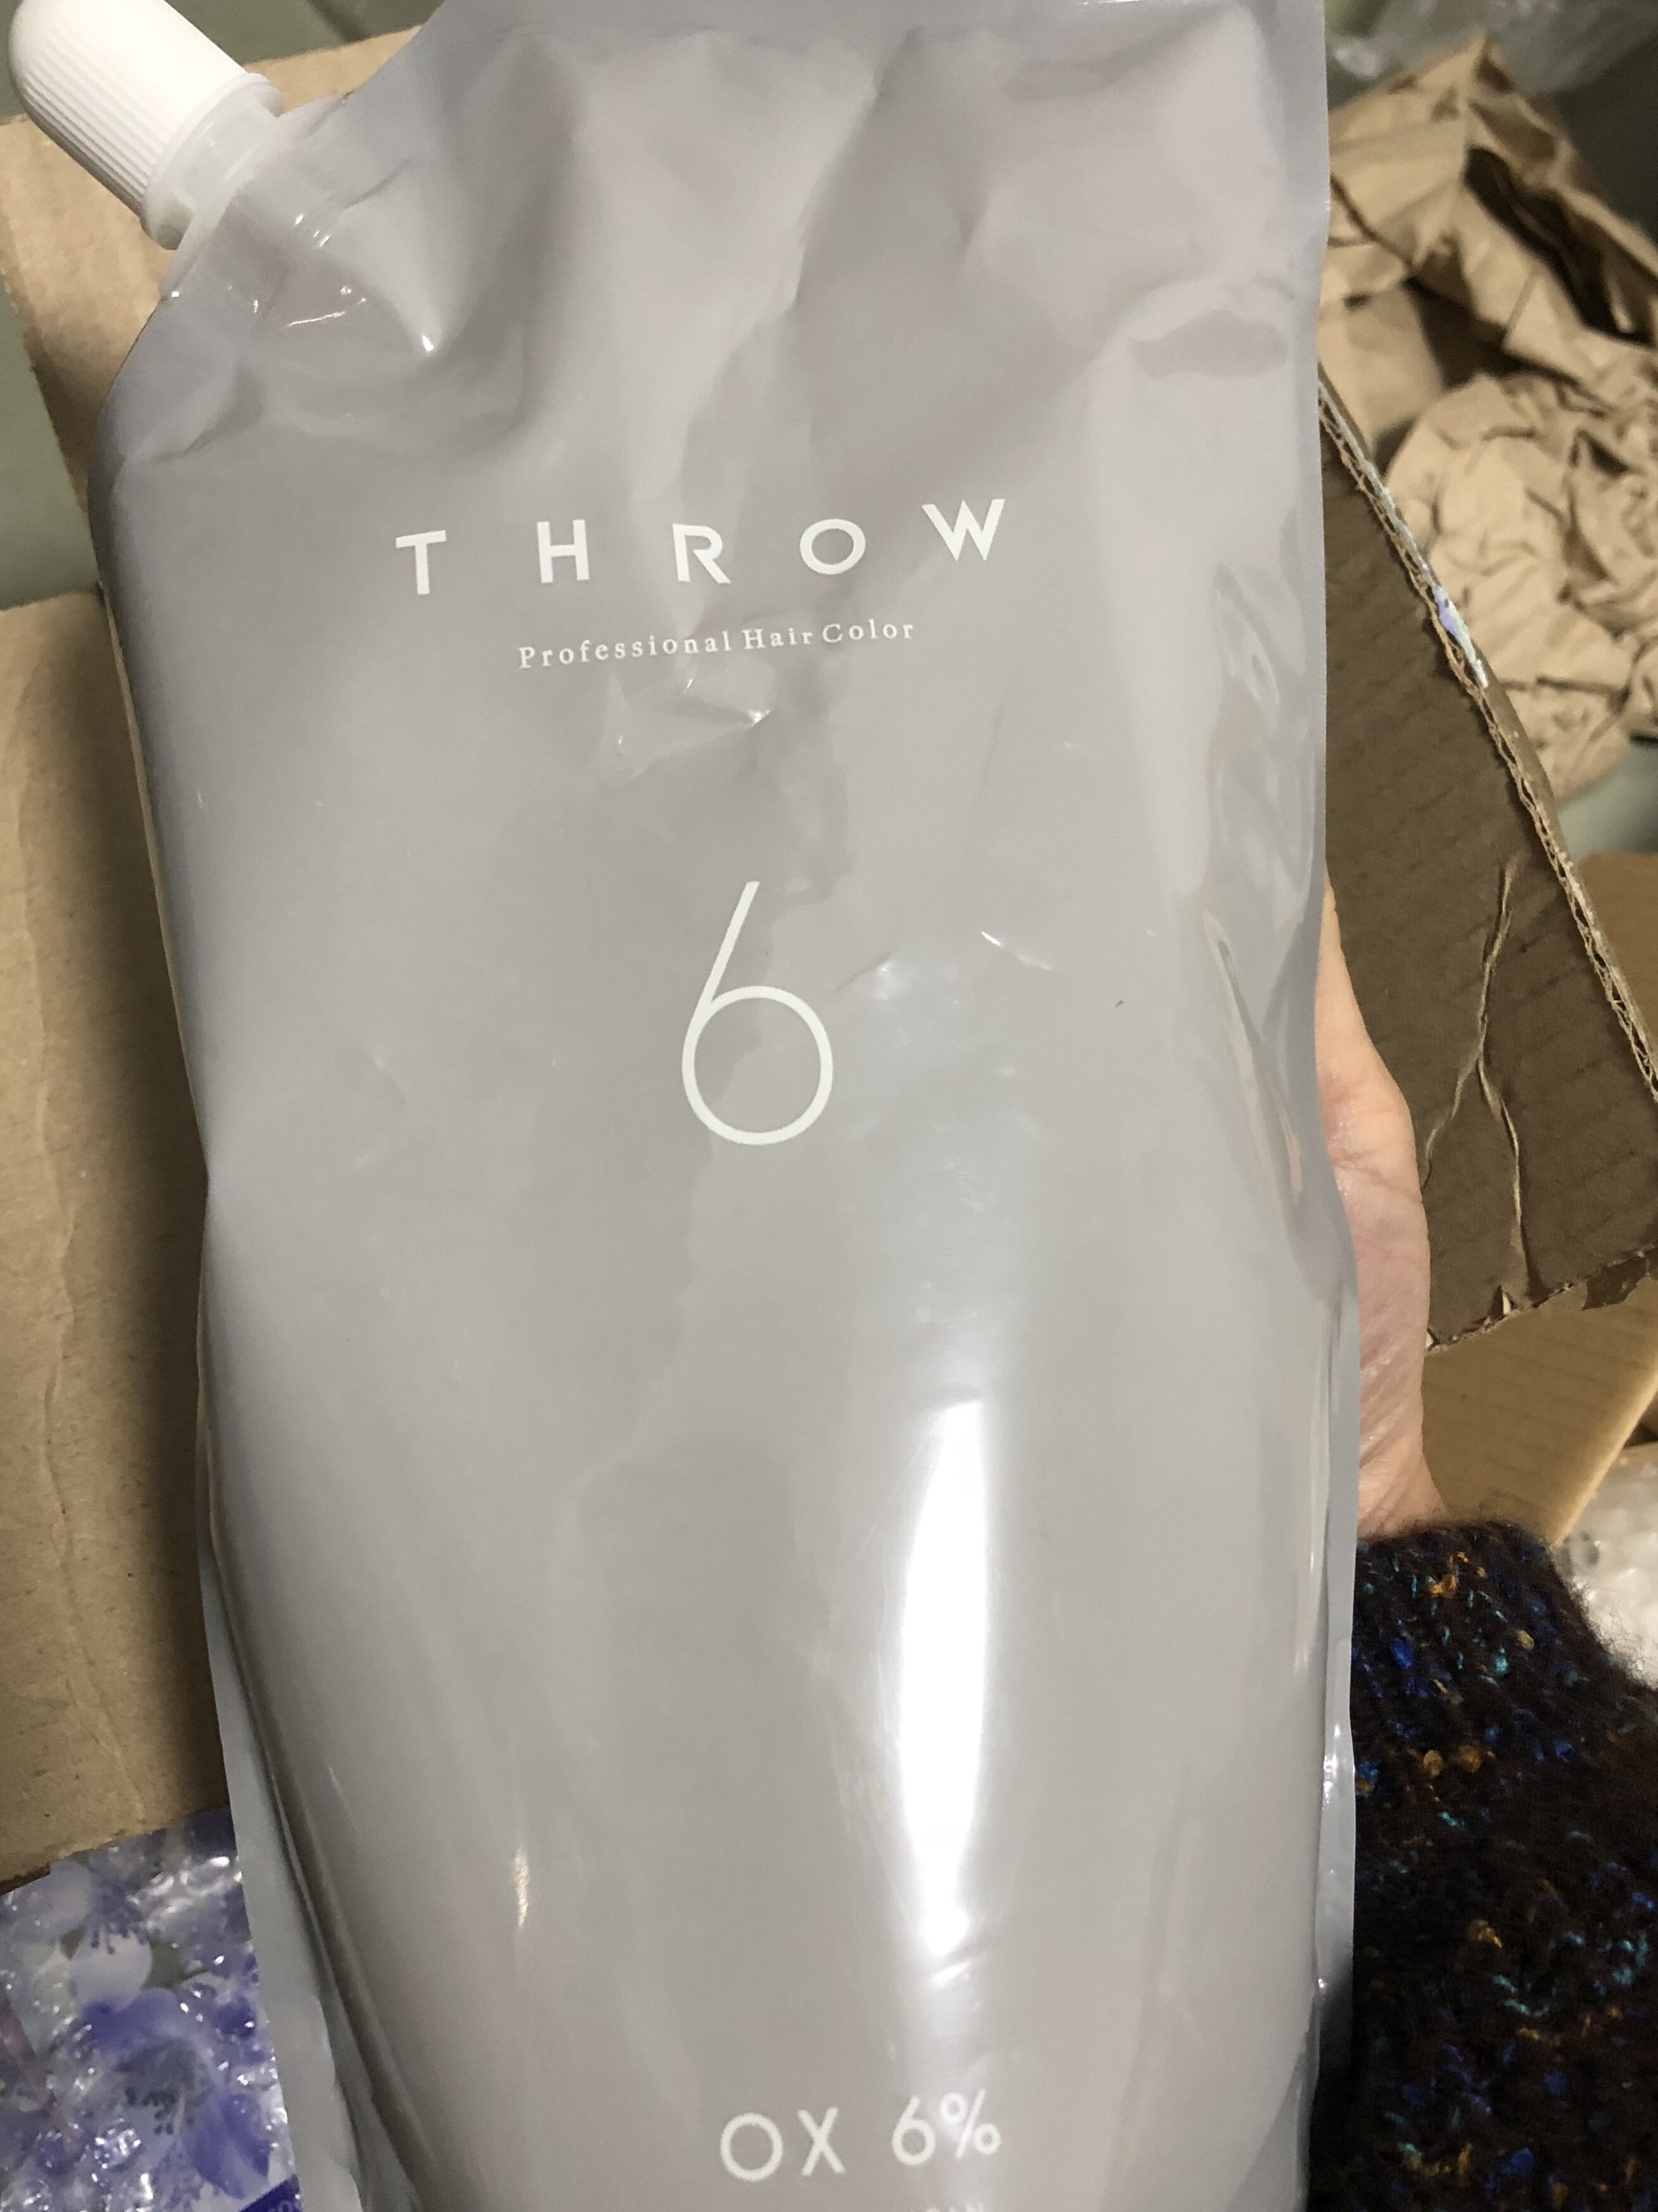 THROW
Professional Hair Color
6
OX 6%